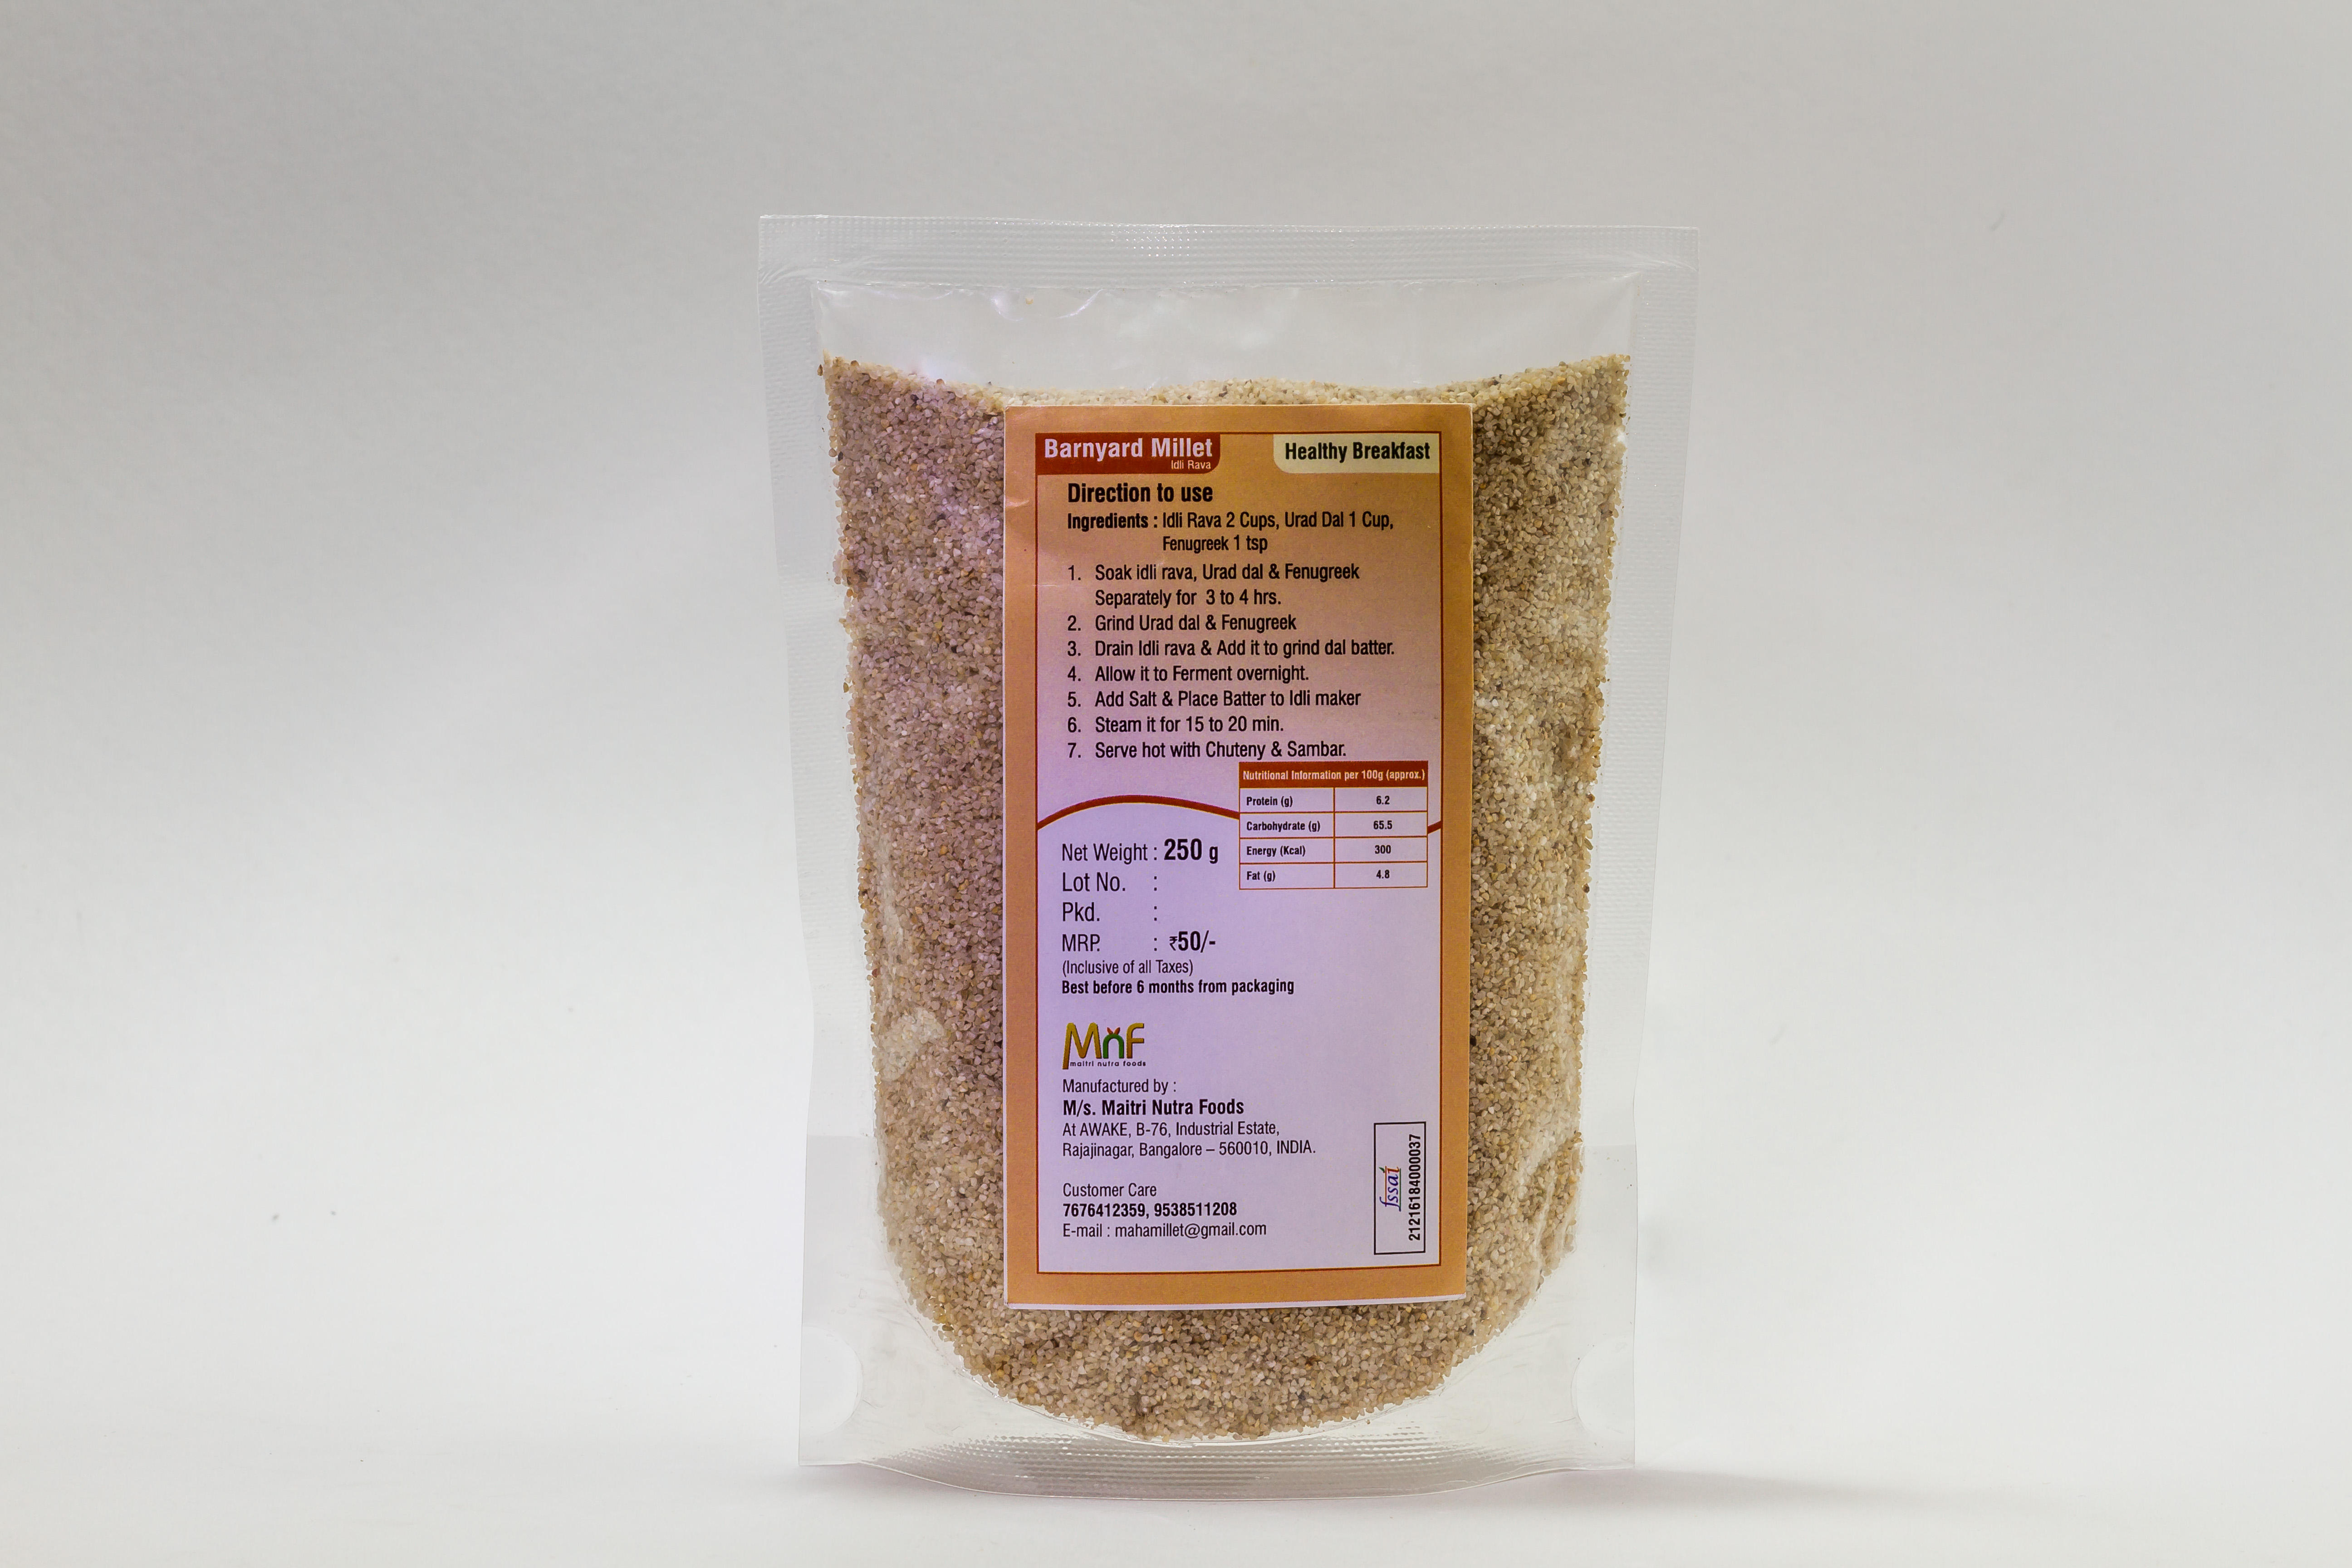 Barnyard Millet
Idli Rava
Healthy Breakfast
Direction to use
Ingredients : Idli Rava 2 Cups, Urad Dal 1 Cup,
Fenugreek 1 tsp
1. Soak idli rava, Urad dal & Fenugreek
Separately for 3 to 4 hrs.
2. Grind Urad dal & Fenugreek
3. Drain Idli rava & Add it to grind dal batter.
4. Allow it to Ferment overnight.
5. Add Salt & Place Batter to Idli maker
6. Steam it for 15 to 20 min.
7. Serve hot with Chuteny & Sambar.
Nutritional Information per 100g (approx.)
Protein (g) 6.2
Carbohydrate (g) 65.5
Energy (Kcal) 300
Fat (g) 4.8
Net Weight : 250 g
Lot No. :
Pkd. :
MRP. : ₹50/-
(Inclusive of all Taxes)
Best before 6 months from packaging
MnF
maitri nutra foods
Manufactured by :
M/s. Maitri Nutra Foods
At AWAKE, B-76, Industrial Estate,
Rajajinagar, Bangalore – 560010, INDIA.
Customer Care
7676412359, 9538511208
E-mail : mahamillet@gmail.com
fssai
21216184000037